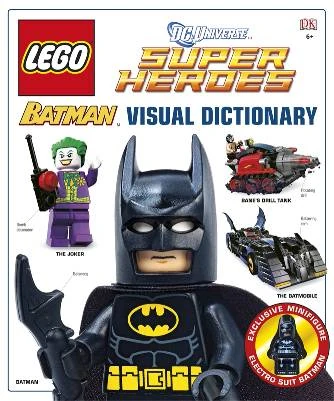 LEGO
DC UNIVERSE
DK
6+
SUPER
HEROES
BATMAN VISUAL DICTIONARY
BANE'S DRILL TANK
THE JOKER
THE BATMOBILE
EXCLUSIVE MINIFIGURE
ELECTRO SUIT BATMAN
BATMAN